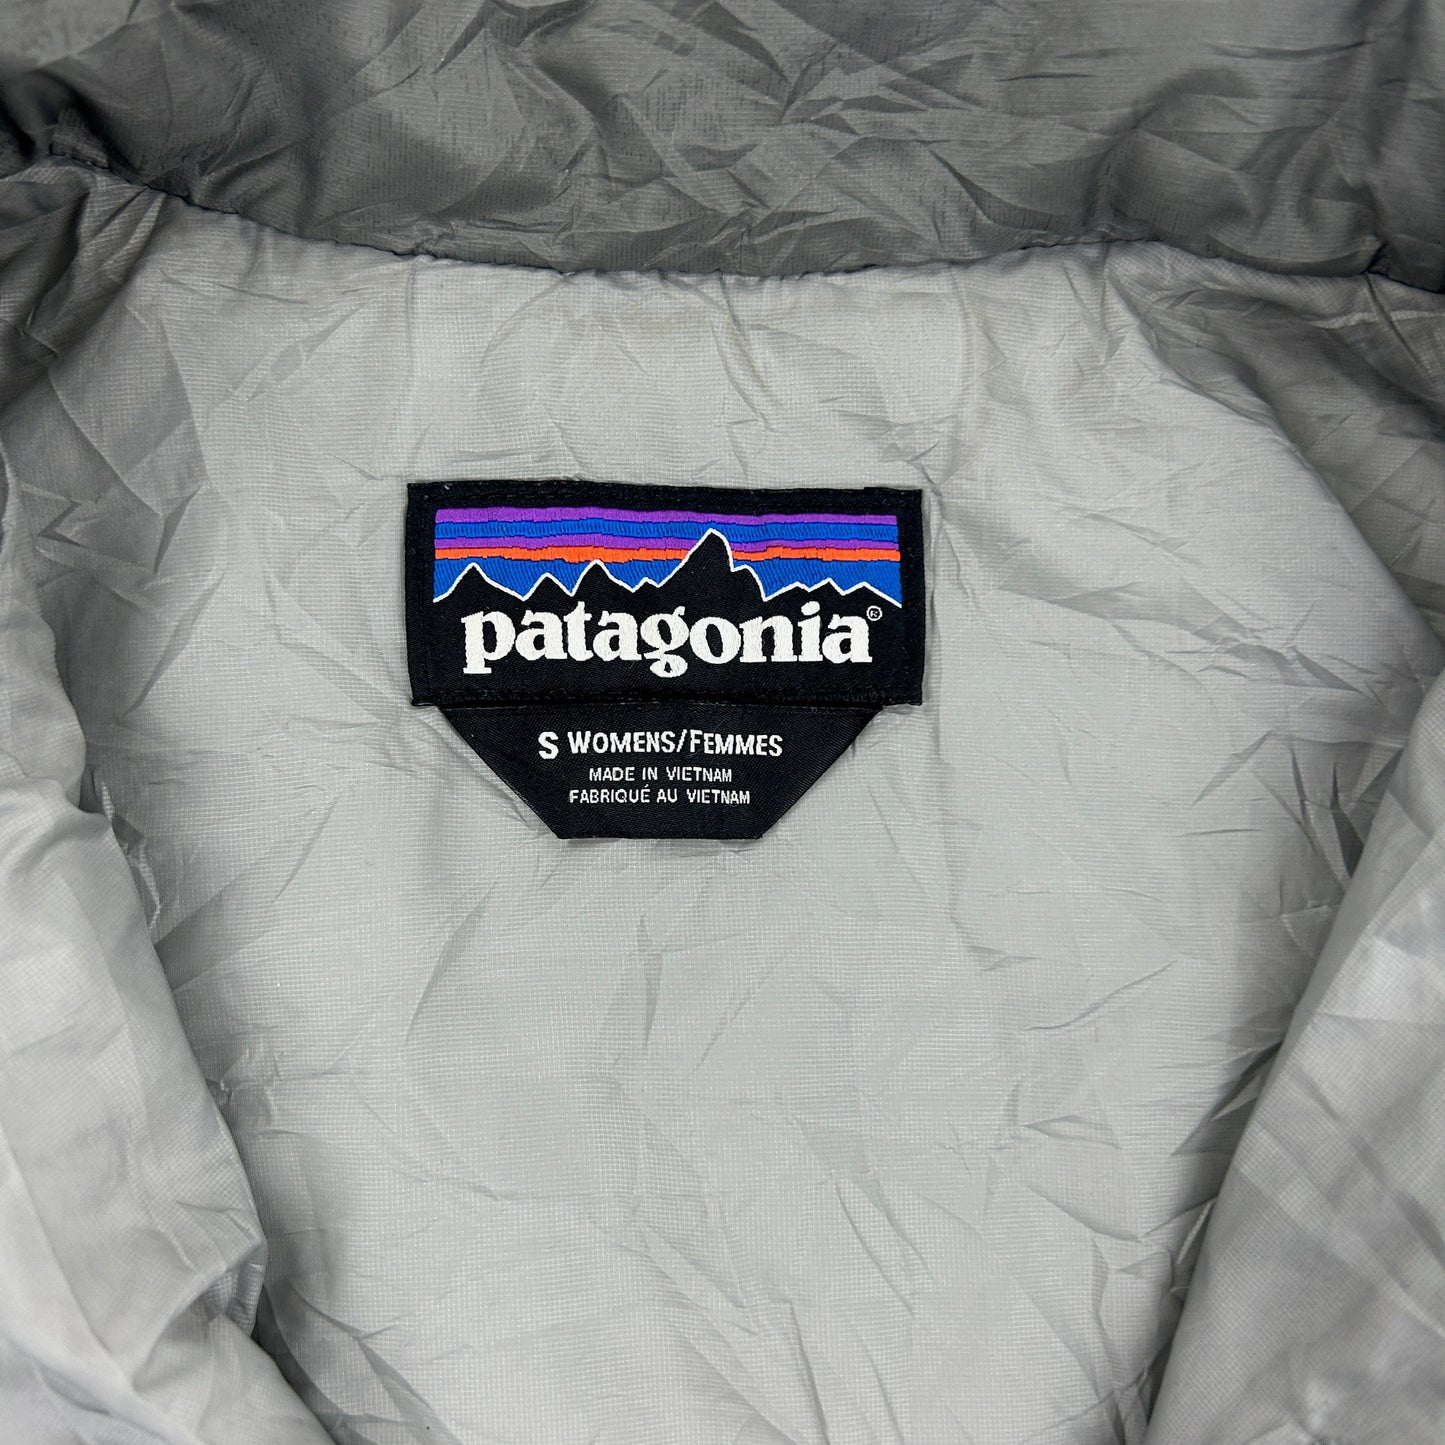 patagonia®
S WOMENS/FEMMES
MADE IN VIETNAM
FABRIQUÉ AU VIETNAM